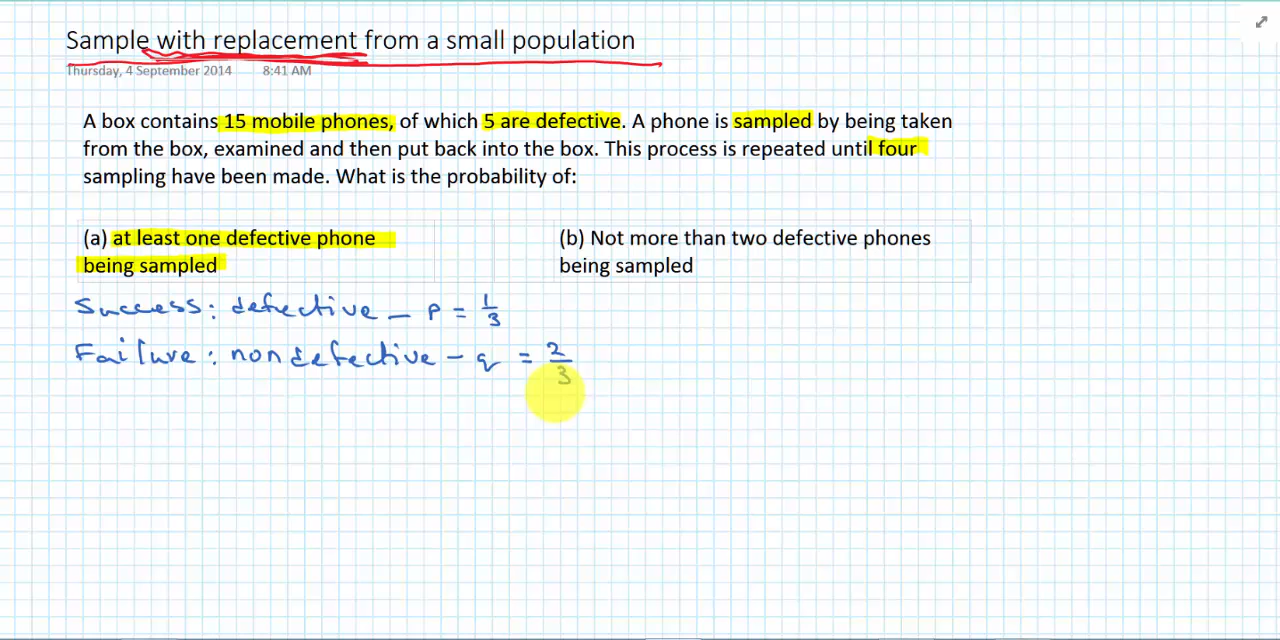 Sample with replacement from a small population
Thursday, 4 September 2014 8:41 AM
A box contains 15 mobile phones, of which 5 are defective. A phone is sampled by being taken
from the box, examined and then put back into the box. This process is repeated until four
sampling have been made. What is the probability of:
(a) at least one defective phone
being sampled
(b) Not more than two defective phones
being sampled
Success: defective - p = 1/3
Failure: non defective - q = 2/3